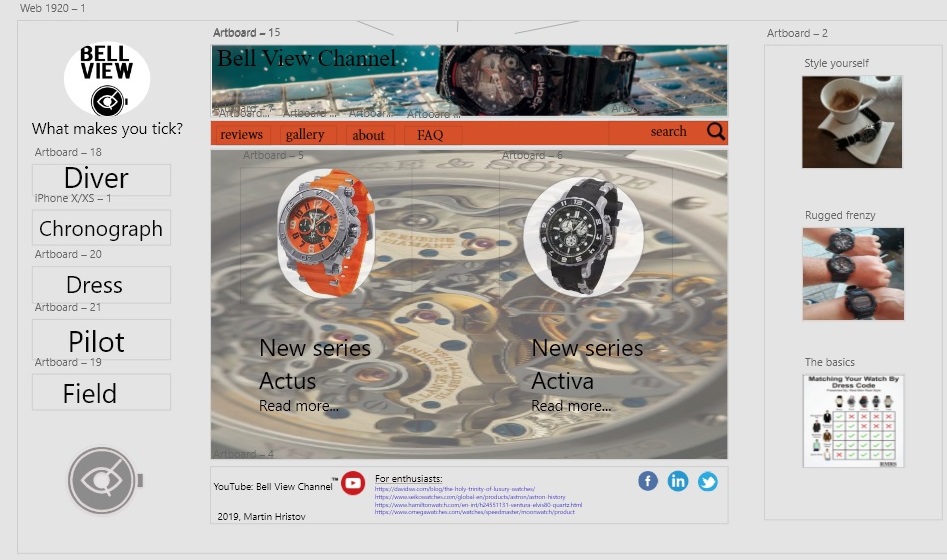 Web 1920 – 1
BELL
VIEW
What makes you tick?
Artboard – 18
Diver
iPhone X/XS – 1
Chronograph
Artboard – 20
Dress
Artboard – 21
Pilot
Artboard – 19
Field
Artboard – 15
Bell View Channel
G-SHOCK
Artboard...
Artboard ...
Artboar...
Artboard ...
reviews
gallery
about
FAQ
search
Artboard – 5
Artboard – 6
New series
Actus
Read more...
New series
Activa
Read more...
Artboard – 4
YouTube: Bell View Channel™
2019, Martin Hristov
For enthusiasts:
https://davidsw.com/blog/the-holy-trinity-of-luxury-watches/
https://www.seikowatches.com/global-en/products/astron/astron-history
https://www.hamiltonwatch.com/en-int/h24551131-ventura-elvis80-quartz.html
https://www.omegawatches.com/watches/speedmaster/moonwatch/product
f
in
Artboard – 2
Style yourself
Rugged frenzy
The basics
Matching Your Watch By
Dress Code